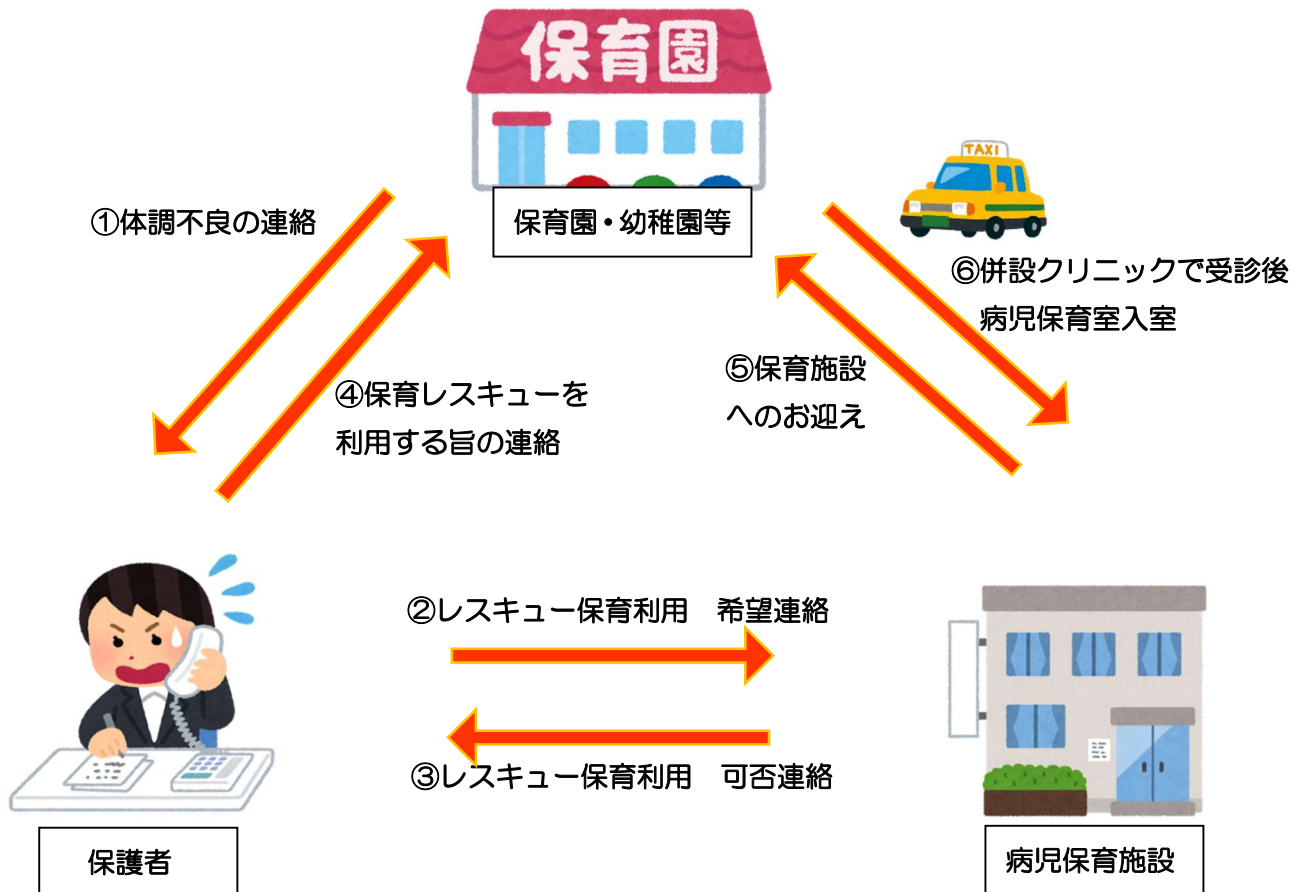 保育園
TAXI
保育園・幼稚園等
①体調不良の連絡
⑥併設クリニックで受診後
病児保育室入室
⑤保育施設
へのお迎え
④保育レスキューを
利用する旨の連絡
②レスキュー保育利用　希望連絡
③レスキュー保育利用　可否連絡
保護者
病児保育施設